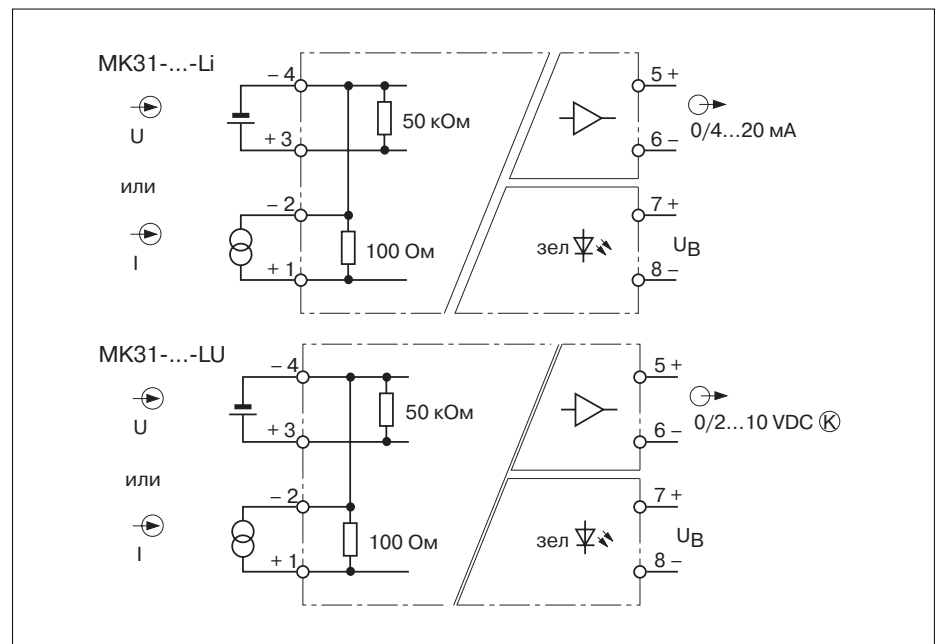 MK31-...-Li
– 4
5 +
U
50 кОм
0/4...20 мА
+ 3
6 –
или
– 2
7 +
I
100 Ом
зел
UB
+ 1
8 –
MK31-...-LU
– 4
5 +
U
50 кОм
0/2...10 VDC Ⓚ
+ 3
6 –
или
– 2
7 +
I
100 Ом
зел
UB
+ 1
8 –